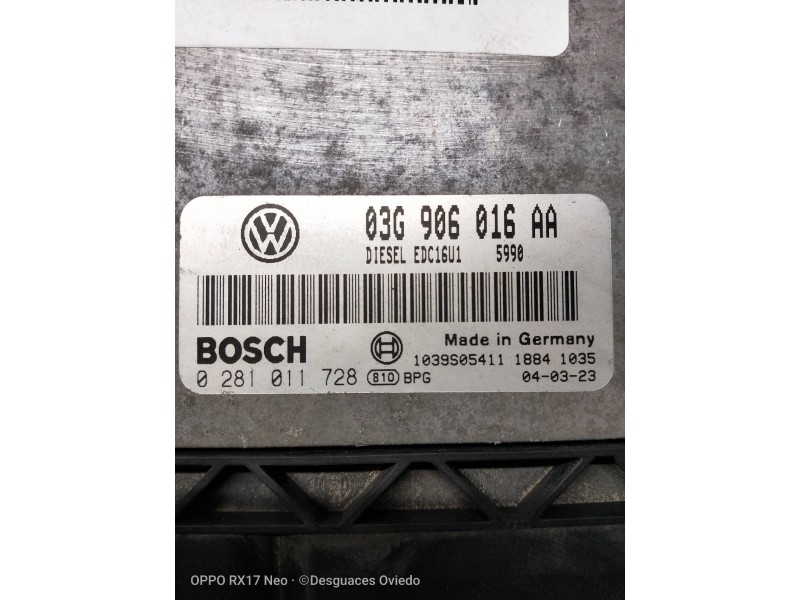 03G 906 016 AA
DIESEL EDC16U1 5990
BOSCH
Made in Germany
1039S05411 1884 1035
0 281 011 728 810 BPG
04-03-23
OPPO RX17 Neo · ©Desguaces Oviedo